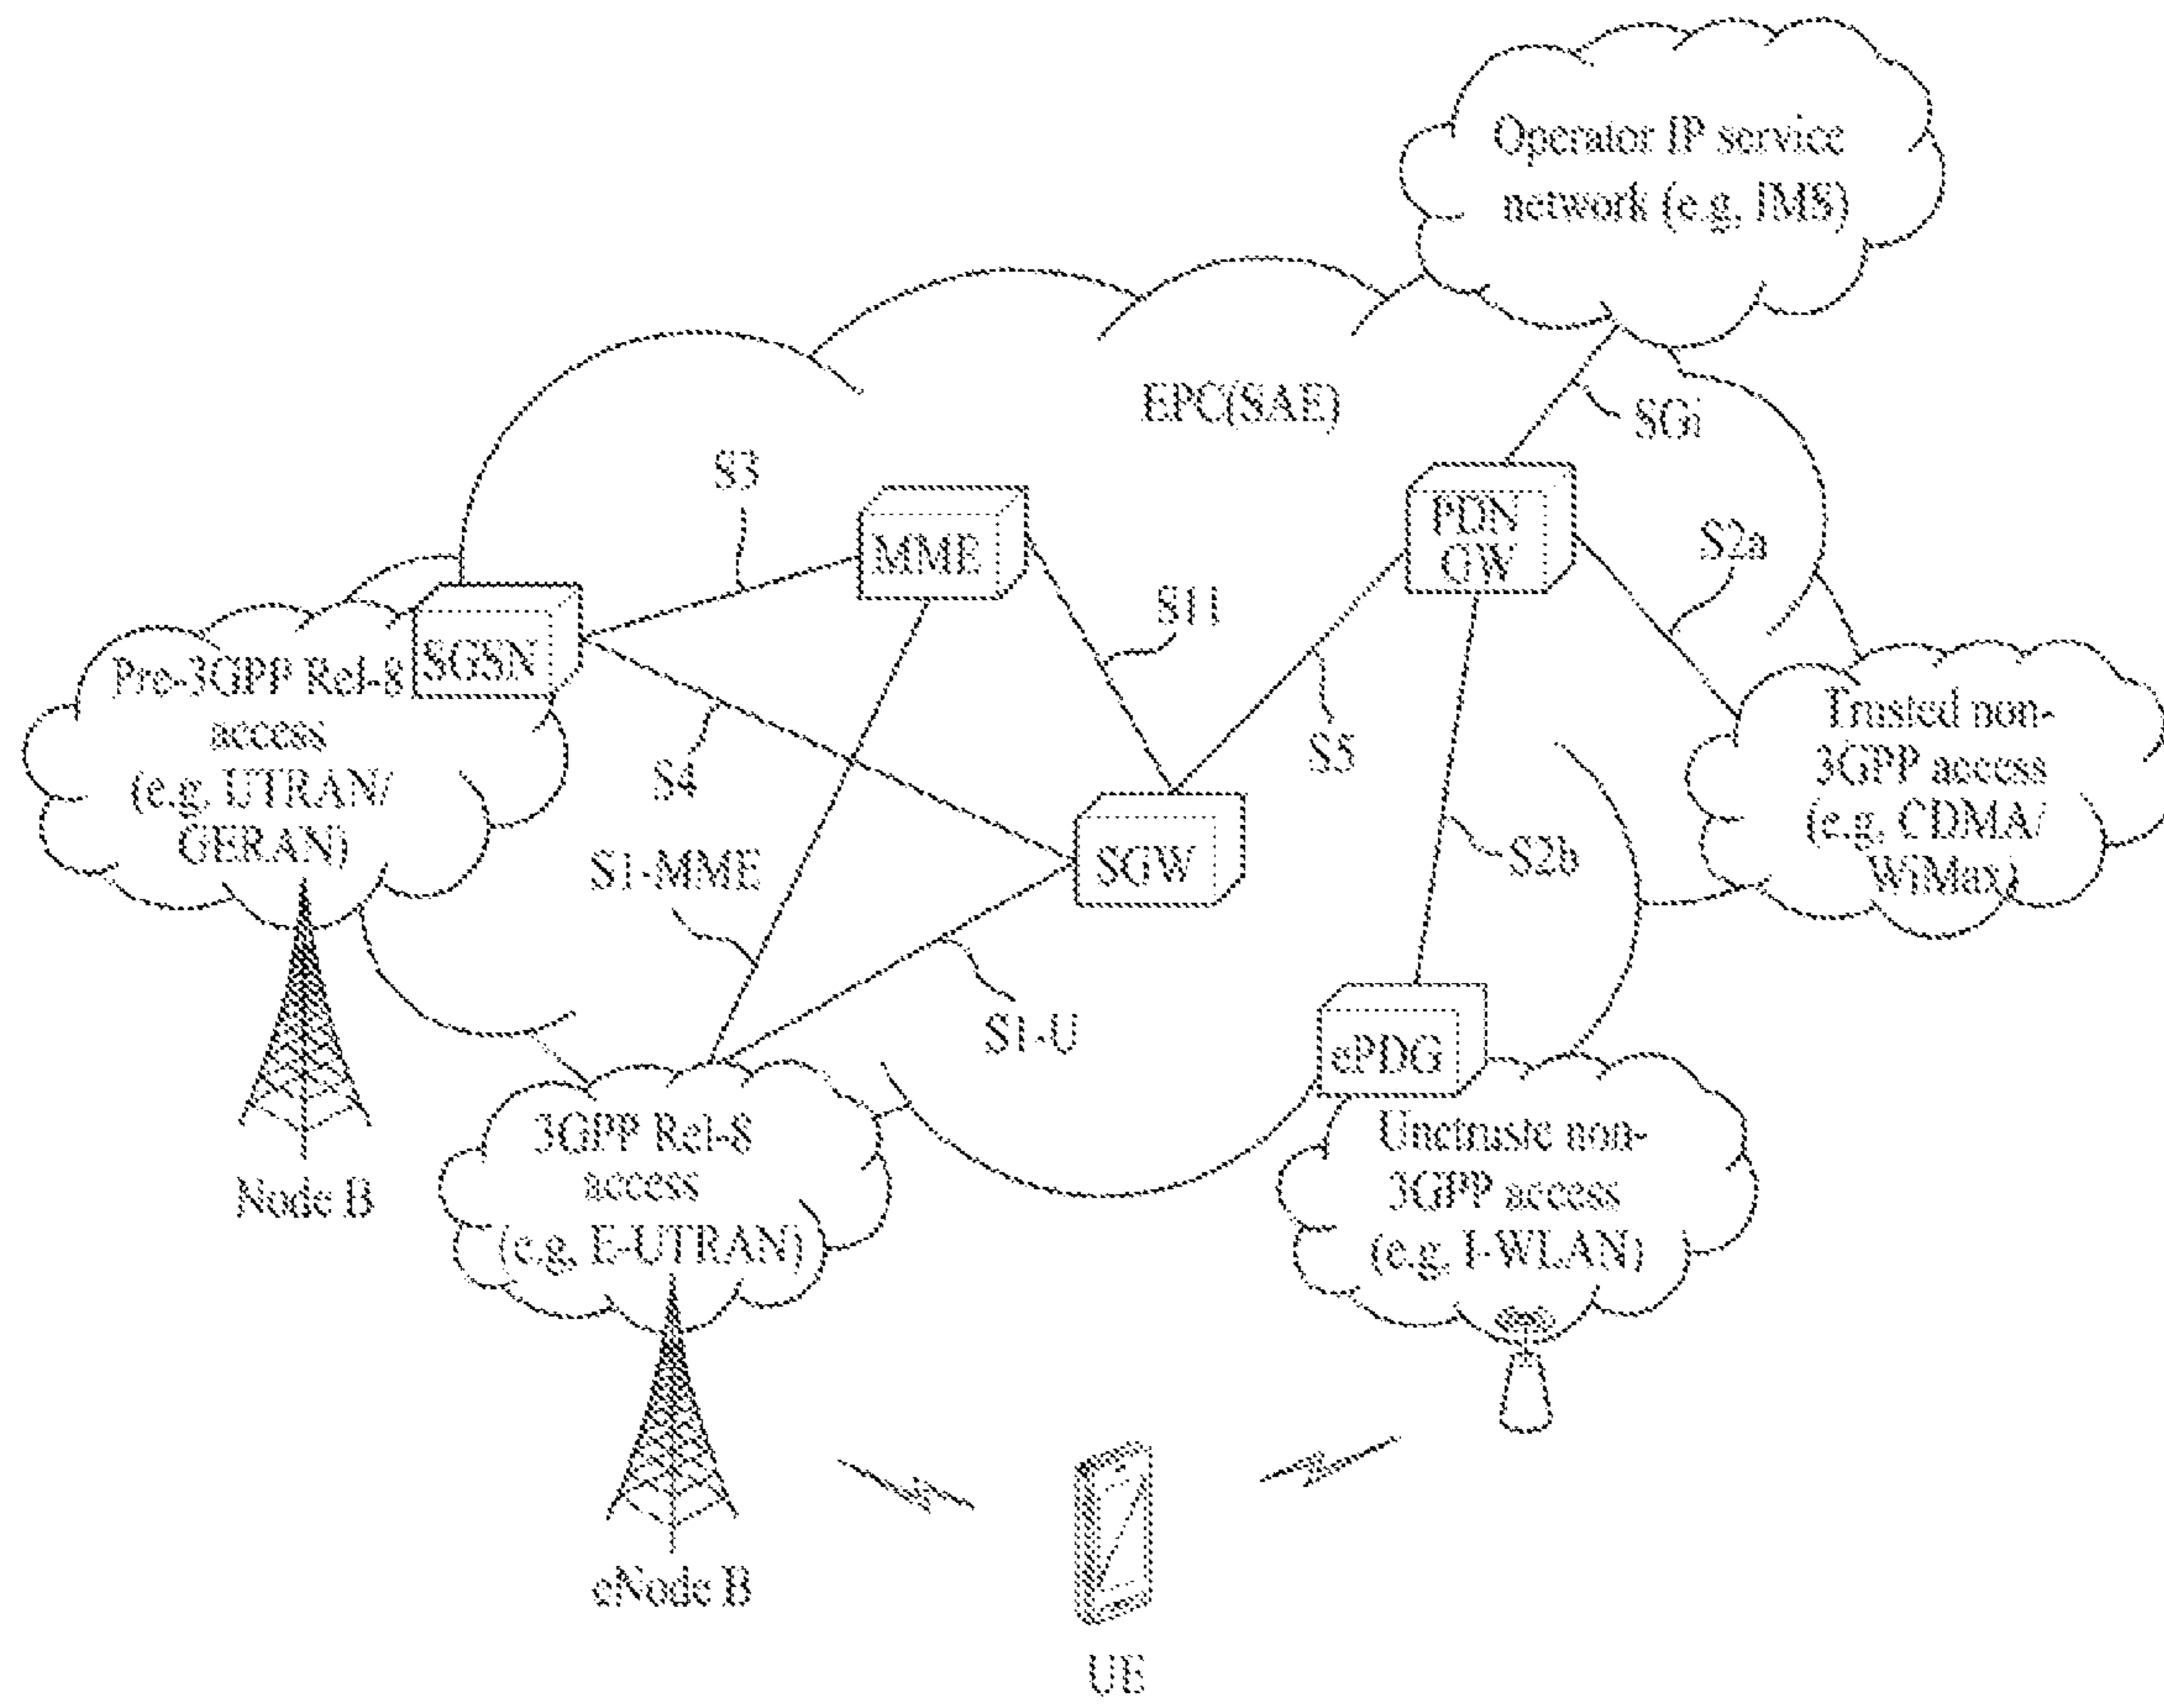 Operator IP service
network (e.g, IMS)
EPC(SAE)
SGi
S3
MME
PDN
GW
S2a
S11
SGSN
Pre-3GPP Rel-8
access
(e.g, UTRAN/
GERAN)
S4
S5
Trusted non-
3GPP access
(e.g, CDMA/
WiMax)
S1-MME
SGW
S2b
S1-U
ePDG
Node B
3GPP Rel-8
access
(e.g, E-UTRAN)
Unctruste non-
3GPP access
(e.g, I-WLAN)
eNode B
UE